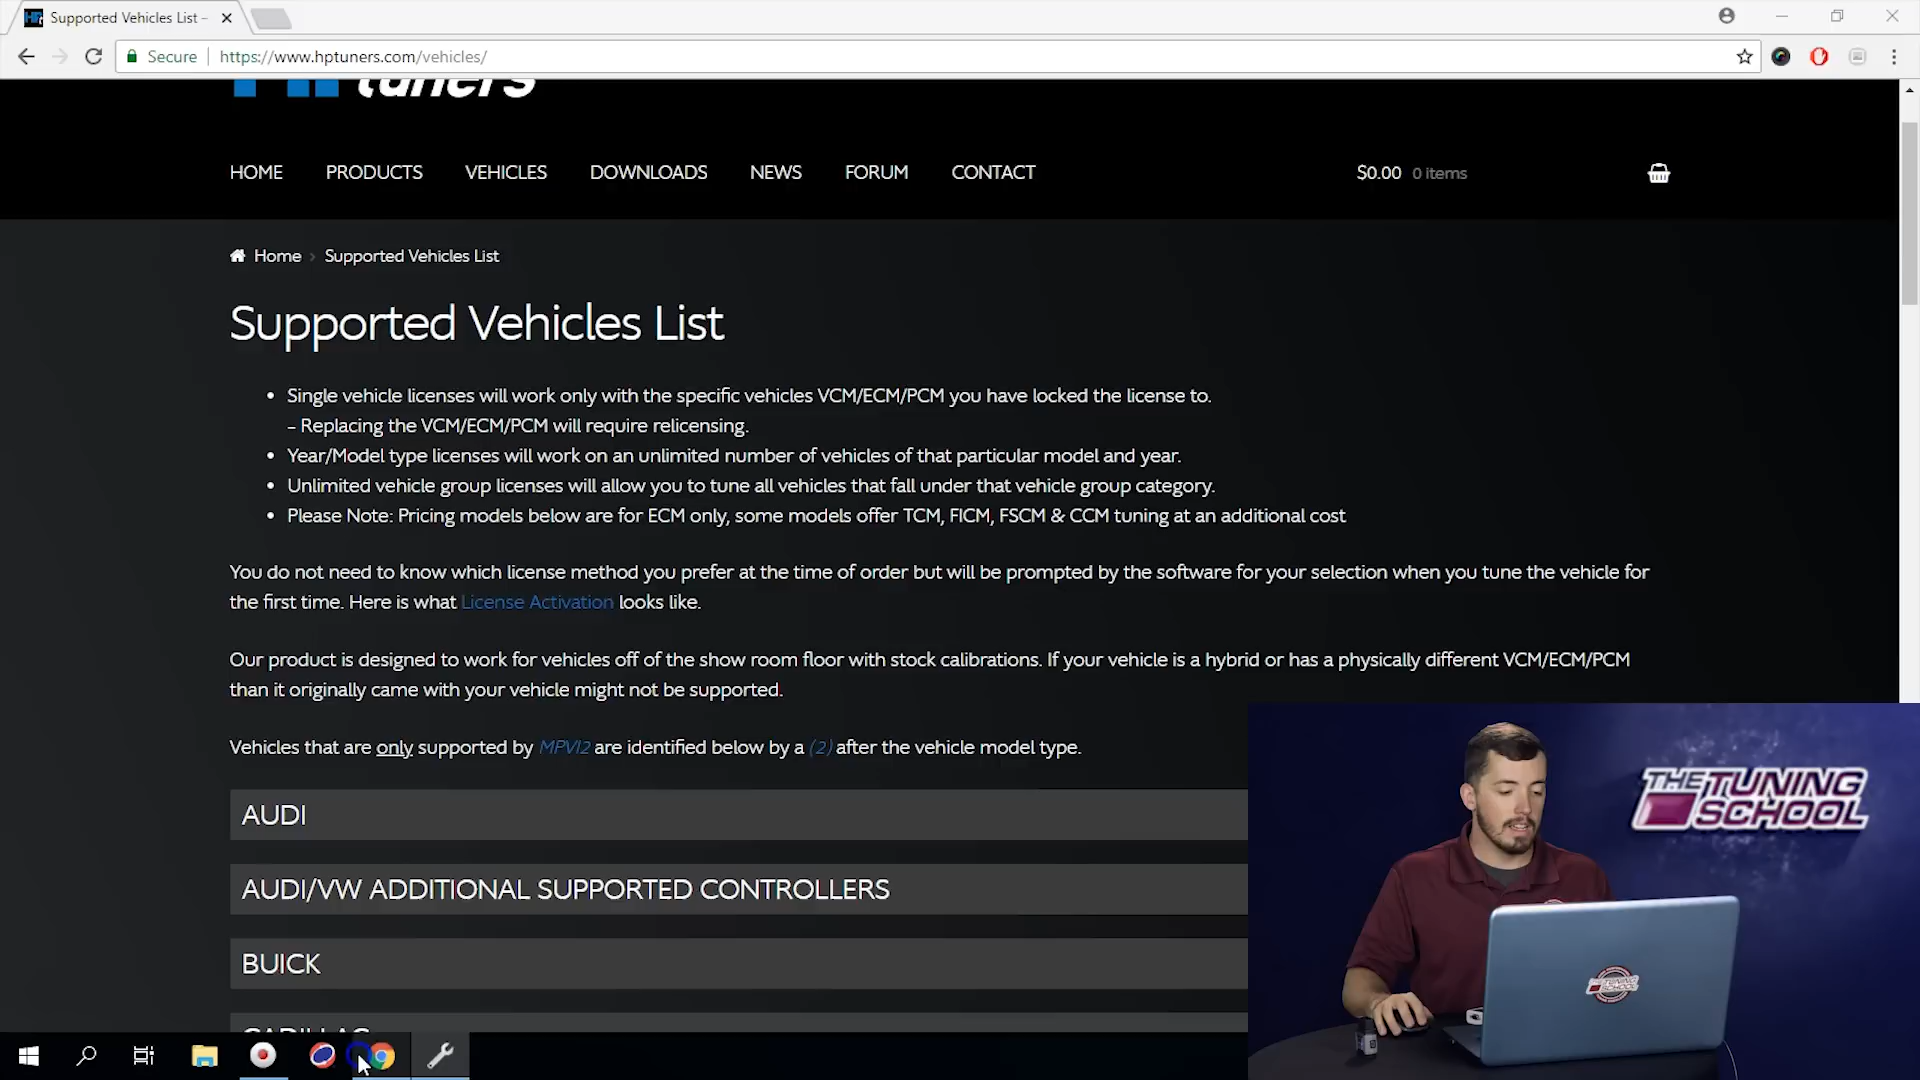 Supported Vehicles List –
Secure
https://www.hptuners.com/vehicles/
tuners
HOME PRODUCTS VEHICLES DOWNLOADS NEWS FORUM CONTACT $0.00 0 items
Home › Supported Vehicles List
Supported Vehicles List
• Single vehicle licenses will work only with the specific vehicles VCM/ECM/PCM you have locked the license to.
– Replacing the VCM/ECM/PCM will require relicensing.
• Year/Model type licenses will work on an unlimited number of vehicles of that particular model and year.
• Unlimited vehicle group licenses will allow you to tune all vehicles that fall under that vehicle group category.
• Please Note: Pricing models below are for ECM only, some models offer TCM, FICM, FSCM & CCM tuning at an additional cost
You do not need to know which license method you prefer at the time of order but will be prompted by the software for your selection when you tune the vehicle for
the first time. Here is what License Activation looks like.
Our product is designed to work for vehicles off of the show room floor with stock calibrations. If your vehicle is a hybrid or has a physically different VCM/ECM/PCM
than it originally came with your vehicle might not be supported.
Vehicles that are only supported by MPVI2 are identified below by a (2) after the vehicle model type.
AUDI
AUDI/VW ADDITIONAL SUPPORTED CONTROLLERS
BUICK
CADILLAC
THE TUNING
SCHOOL
THE TUNING
SCHOOL